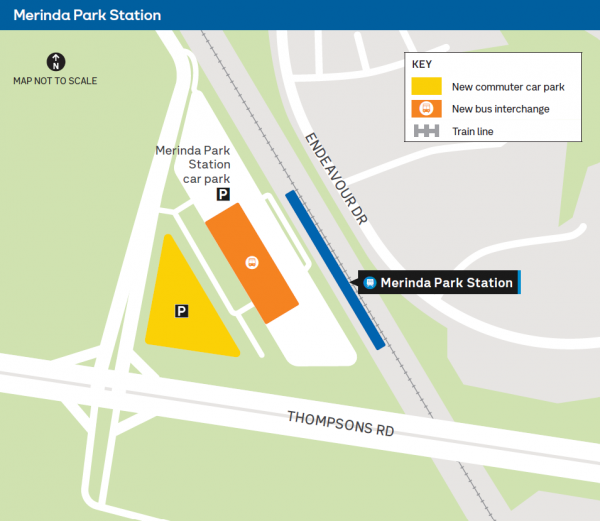 Merinda Park Station
N
MAP NOT TO SCALE
KEY
New commuter car park
New bus interchange
Train line
Merinda Park
Station
car park
P
ENDEAVOUR DR
Merinda Park Station
P
THOMPSONS RD